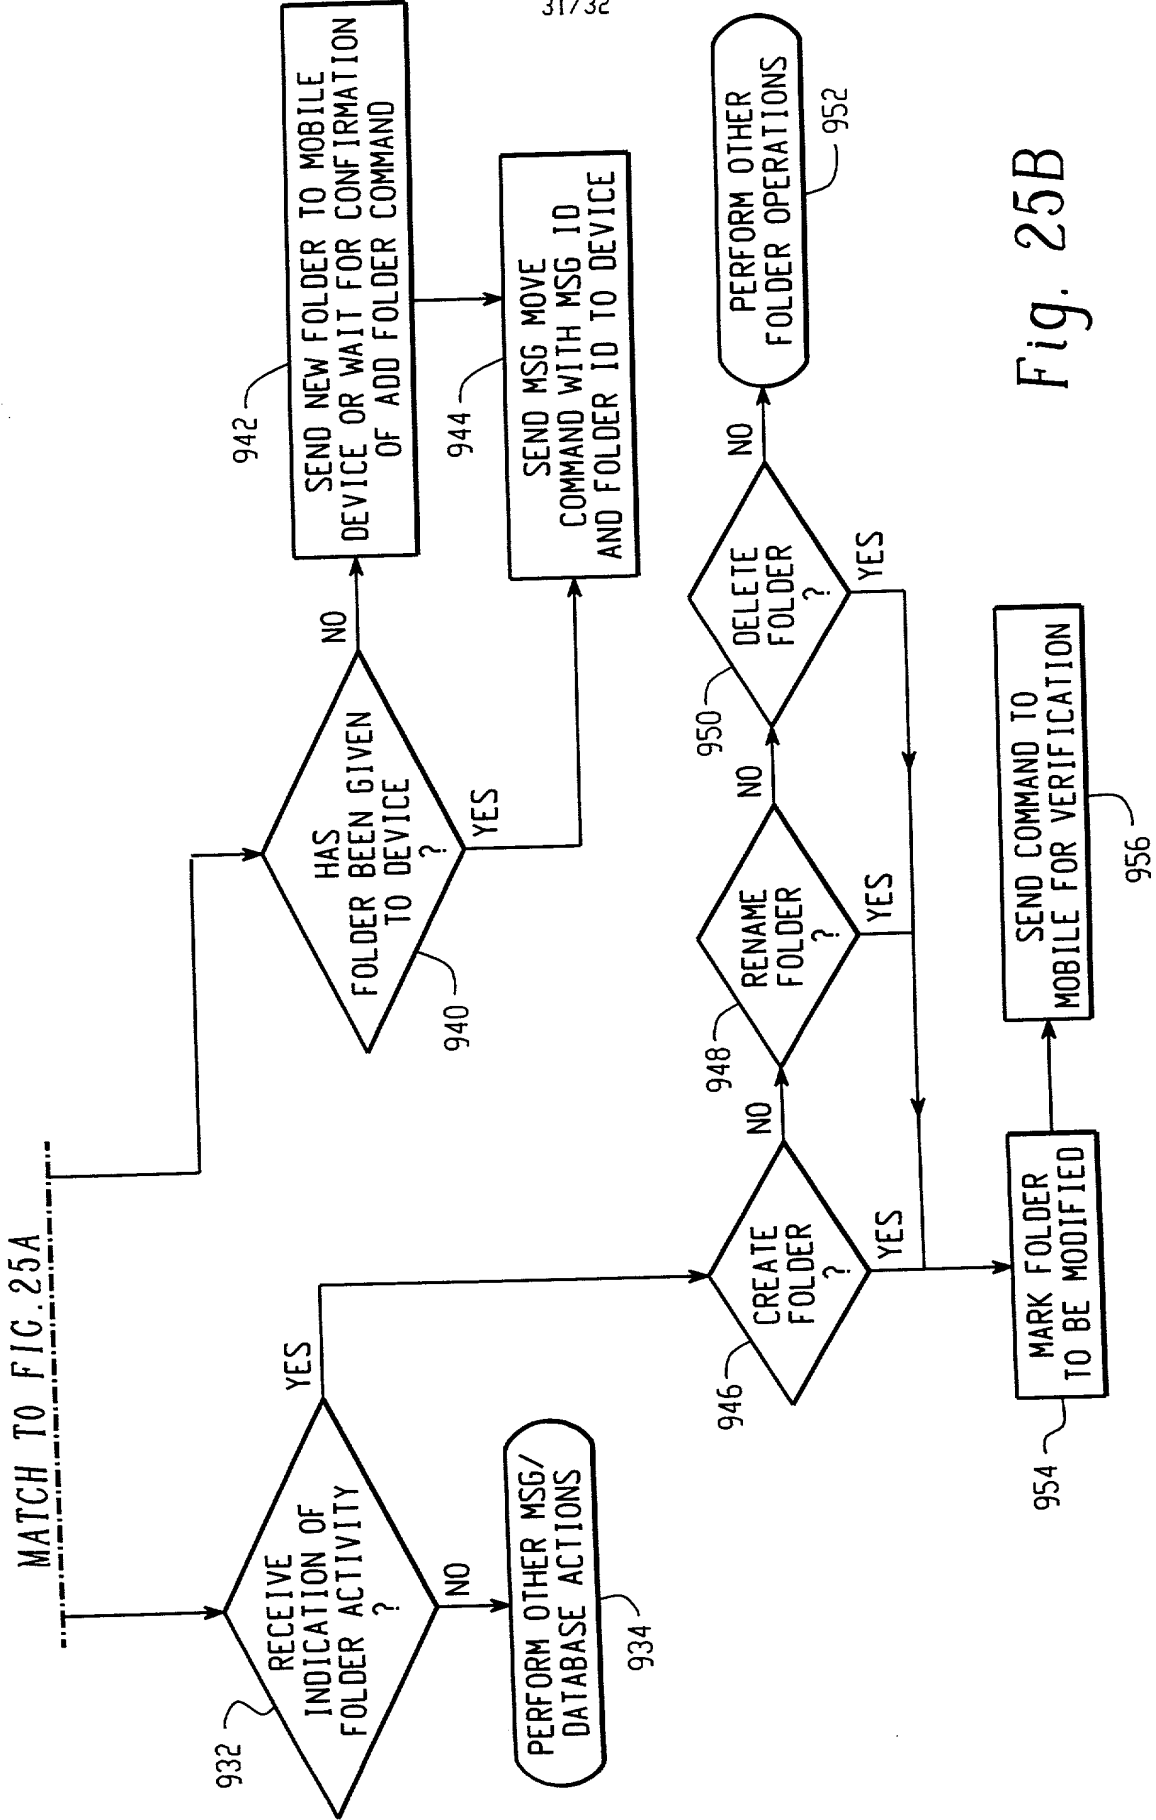 31/32
MATCH TO FIG.25A
RECEIVE
INDICATION OF
FOLDER ACTIVITY
?
932
YES
NO
PERFORM OTHER MSG/
DATABASE ACTIONS
934
HAS
FOLDER BEEN GIVEN
TO DEVICE
?
940
NO
YES
942
SEND NEW FOLDER TO MOBILE
DEVICE OR WAIT FOR CONFIRMATION
OF ADD FOLDER COMMAND
944
SEND MSG MOVE
COMMAND WITH MSG ID
AND FOLDER ID TO DEVICE
CREATE
FOLDER
?
946
NO
YES
RENAME
FOLDER
?
948
NO
YES
DELETE
FOLDER
?
950
NO
YES
PERFORM OTHER
FOLDER OPERATIONS
952
MARK FOLDER
TO BE MODIFIED
954
SEND COMMAND TO
MOBILE FOR VERIFICATION
956
Fig. 25B